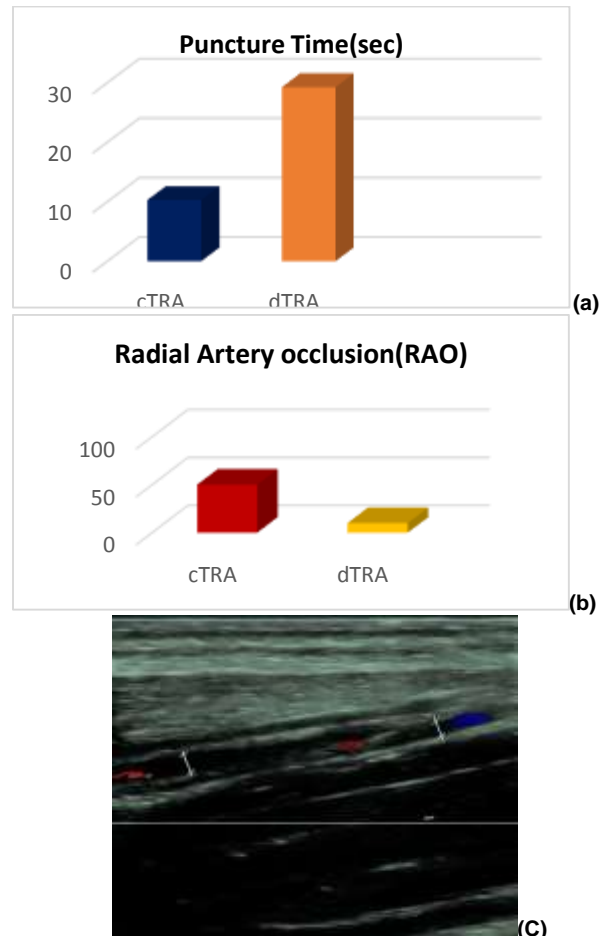 Puncture Time(sec)
30
20
10
0
cTRA dTRA
(a)
Radial Artery occlusion(RAO)
100
50
0
cTRA dTRA
(b)
(C)